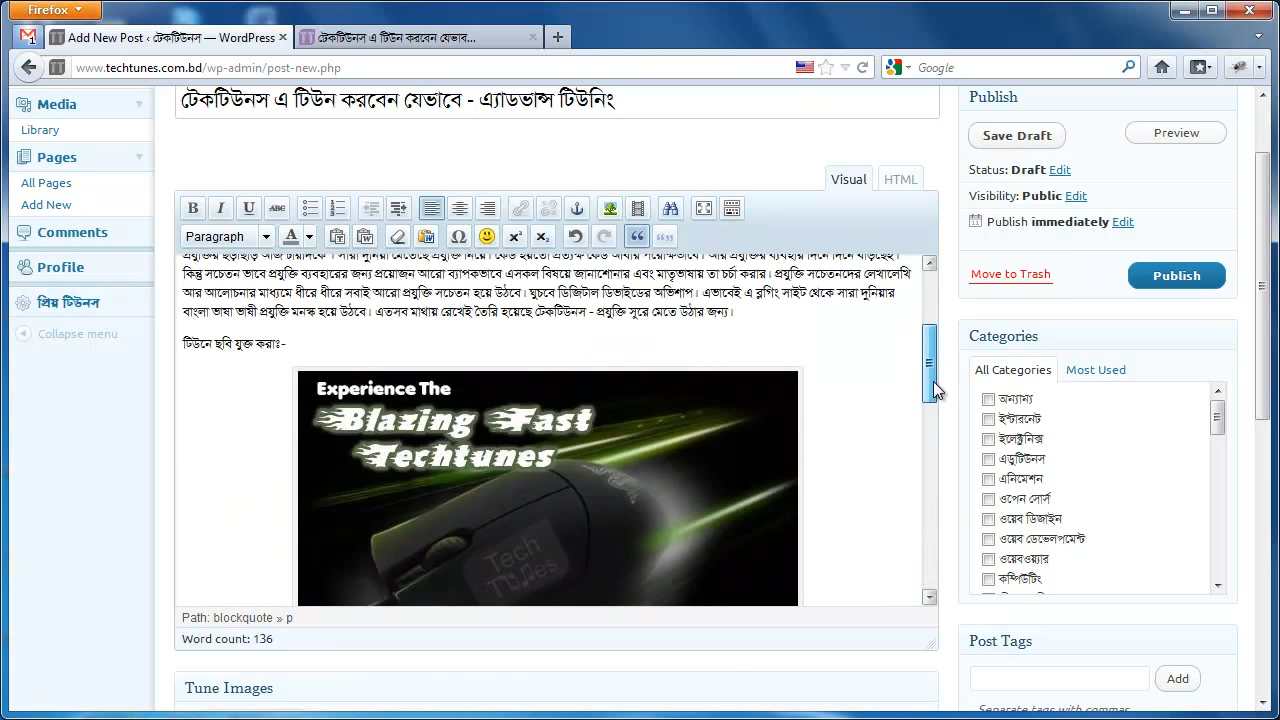 Firefox
Add New Post ‹ টেকটিউনস্ — WordPress
টেকটিউনস্ এ টিউন করবেন যেভাব...
www.techtunes.com.bd/wp-admin/post-new.php
Google
Media
Library
Pages
All Pages
Add New
Comments
Profile
প্রিয় টিউনস
Collapse menu
টেকটিউনস এ টিউন করবেন যেভাবে - এ্যাডভান্স টিউনিং
Visual
HTML
B I U ABC
Paragraph
কিন্তু সচেতন ভাবে প্রযুক্তি ব্যবহারের জন্য প্রয়োজন আরো ব্যাপকভাবে এসকল বিষয়ে জানাশোনার এবং মাতৃভাষায় তা চর্চা করার। প্রযুক্তি সচেতনদের লেখালেখি
আর আলোচনার মাধ্যমে ধীরে ধীরে সবাই আরো প্রযুক্তি সচেতন হয়ে উঠবে। ঘুচবে ডিজিটাল ডিভাইডের অভিশাপ। এভাবেই এ ব্লগিং সাইট থেকে সারা দুনিয়ার
বাংলা ভাষা ভাষী প্রযুক্তি মনস্ক হয়ে উঠবে। এতসব মাথায় রেখেই তৈরি হয়েছে টেকটিউনস - প্রযুক্তি সুরে মেতে উঠার জন্য।
টিউনে ছবি যুক্ত করাঃ-
Experience The
Blazing Fast
Techtunes
Tech
Path: blockquote » p
Word count: 136
Tune Images
Publish
Save Draft
Preview
Status: Draft Edit
Visibility: Public Edit
Publish immediately Edit
Move to Trash
Publish
Categories
All Categories
Most Used
অন্যান্য
ইন্টারনেট
ইলেক্ট্রনিক্স
এডুটিউনস
এনিমেশন
ওপেন সোর্স
ওয়েব ডিজাইন
ওয়েব ডেভেলপমেন্ট
ওয়েবওয়্যার
কম্পিউটিং
Post Tags
Add
Separate tags with commas